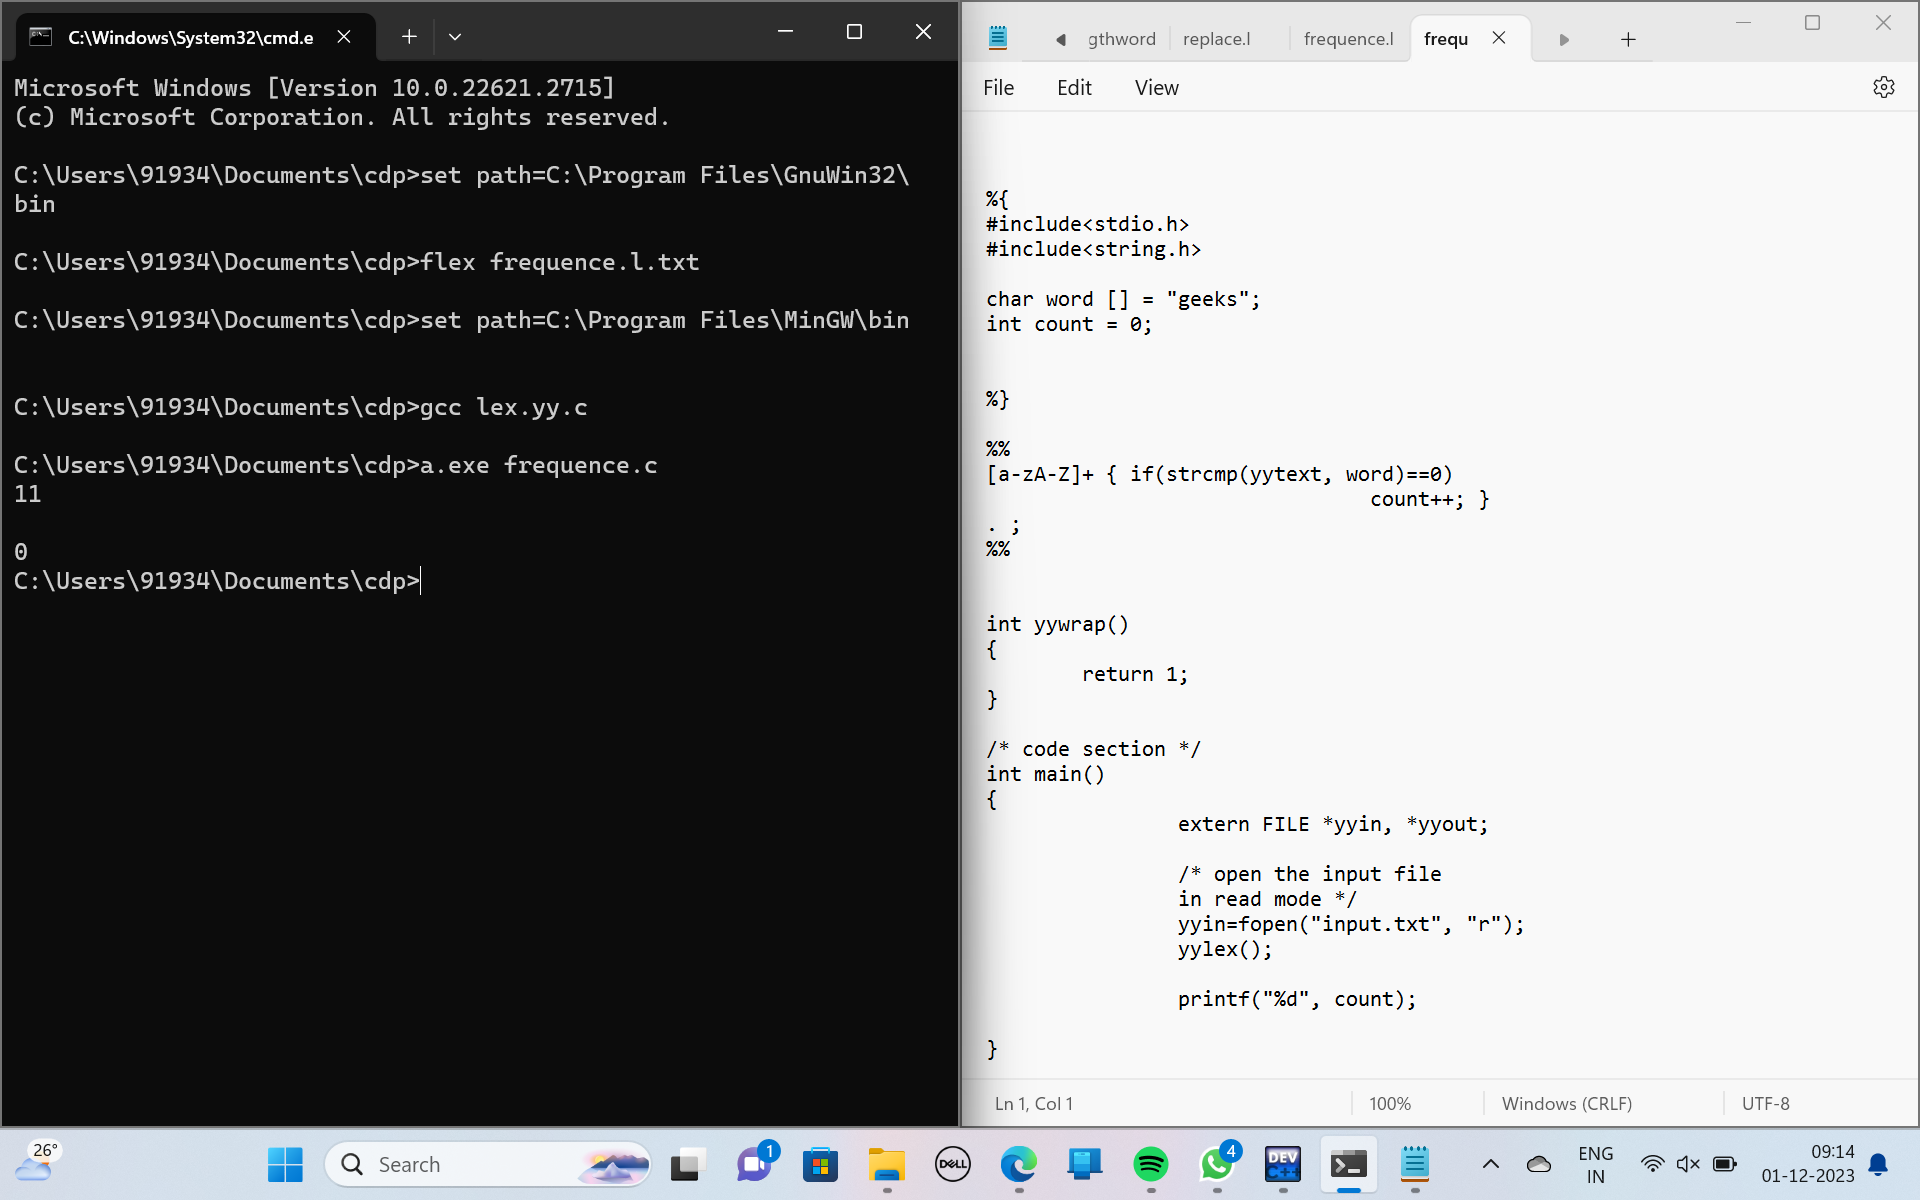 C:\Windows\System32\cmd.e
Microsoft Windows [Version 10.0.22621.2715]
(c) Microsoft Corporation. All rights reserved.
C:\Users\91934\Documents\cdp>set path=C:\Program Files\GnuWin32\
bin
C:\Users\91934\Documents\cdp>flex frequence.l.txt
C:\Users\91934\Documents\cdp>set path=C:\Program Files\MinGW\bin
C:\Users\91934\Documents\cdp>gcc lex.yy.c
C:\Users\91934\Documents\cdp>a.exe frequence.c
11
0
C:\Users\91934\Documents\cdp>
gthword replace.l frequence.l frequ
File Edit View
%{
#include<stdio.h>
#include<string.h>
char word [] = "geeks";
int count = 0;
%}
%%
[a-zA-Z]+ { if(strcmp(yytext, word)==0)
count++; }
. ;
%%
int yywrap()
{
return 1;
}
/* code section */
int main()
{
extern FILE *yyin, *yyout;
/* open the input file
in read mode */
yyin=fopen("input.txt", "r");
yylex();
printf("%d", count);
}
Ln 1, Col 1 100% Windows (CRLF) UTF-8
26° Search 1 DELL 4 DEV C++ ENG 09:14
IN 01-12-2023